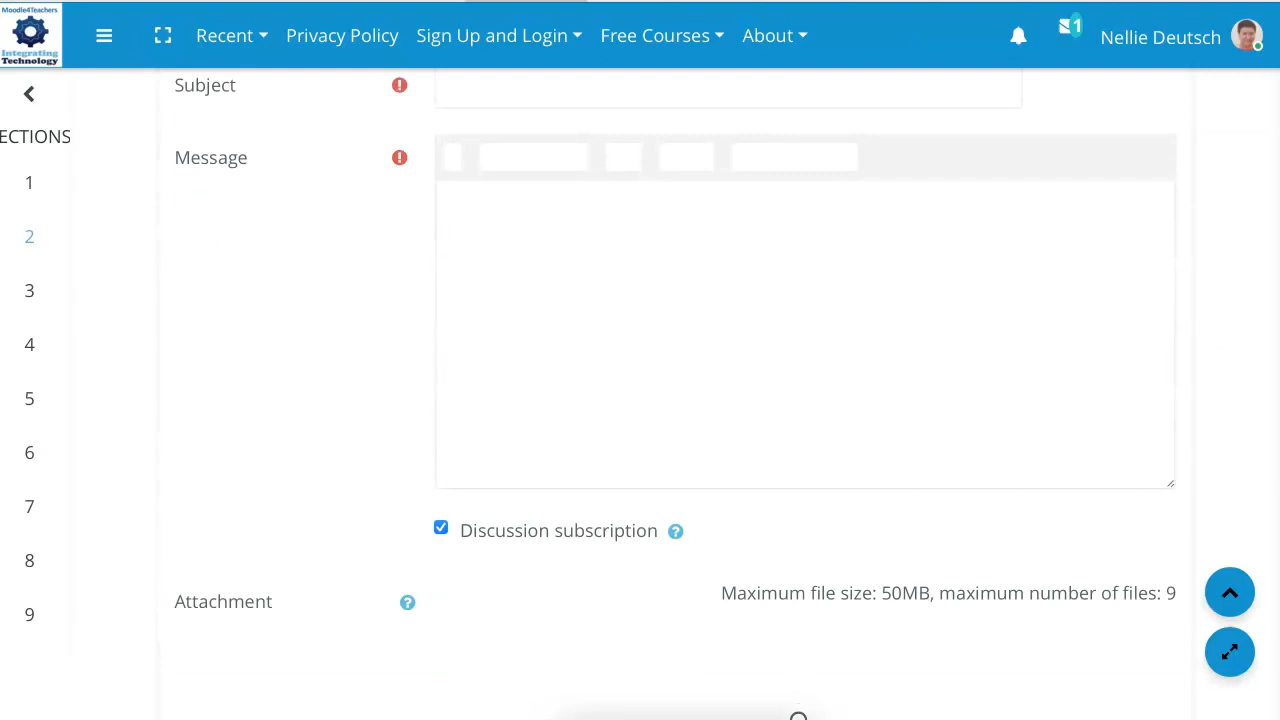 Moodle4Teachers
Integrating
Technology
Recent
Privacy Policy
Sign Up and Login
Free Courses
About
1
Nellie Deutsch
ECTIONS
1
2
3
4
5
6
7
8
9
Subject
Message
Discussion subscription
Attachment
Maximum file size: 50MB, maximum number of files: 9